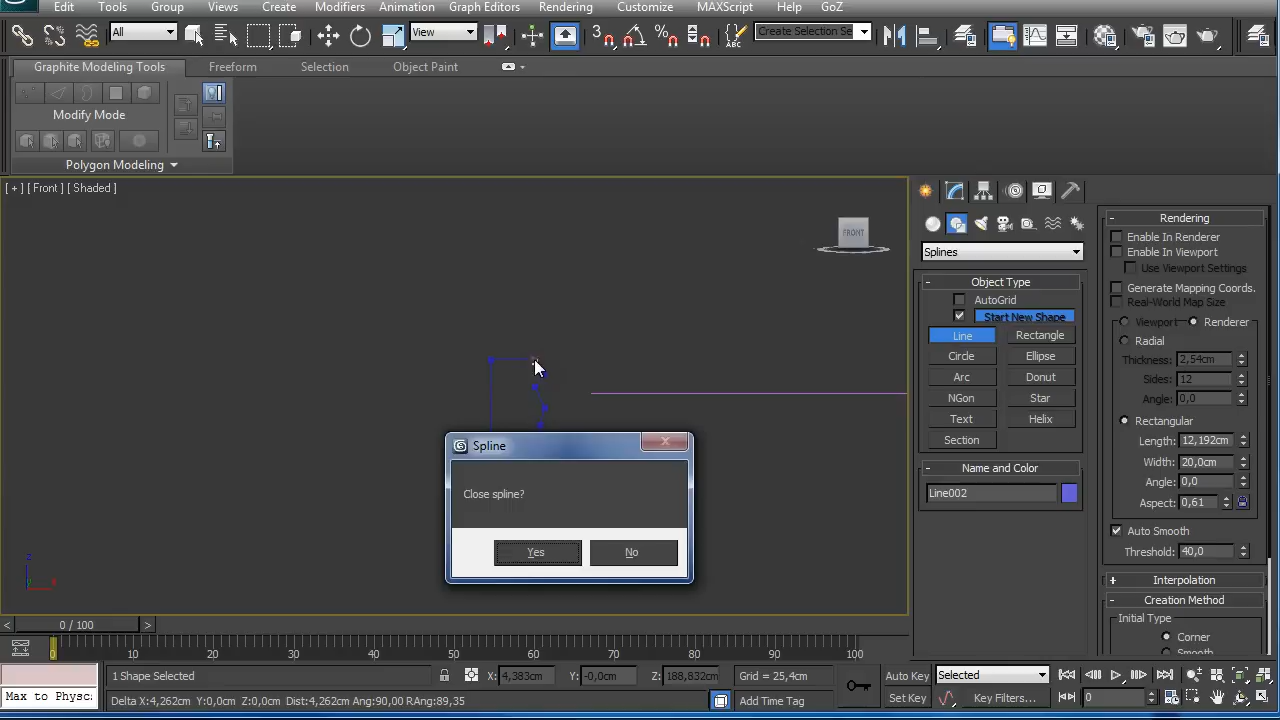 Edit Tools Group Views Create Modifiers Animation Graph Editors Rendering Customize MAXScript Help GoZ
All View Create Selection Se
Graphite Modeling Tools Freeform Selection Object Paint
Modify Mode
Polygon Modeling
[ + ] [ Front ] [ Shaded ]
FRONT
Splines
Object Type
AutoGrid
Start New Shape
Line Rectangle
Circle Ellipse
Arc Donut
NGon Star
Text Helix
Section
Name and Color
Line002
Rendering
Enable In Renderer
Enable In Viewport
Use Viewport Settings
Generate Mapping Coords.
Real-World Map Size
Viewport Renderer
Radial
Thickness: 2,54cm
Sides: 12
Angle: 0,0
Rectangular
Length: 12,192cm
Width: 20,0cm
Angle: 0,0
Aspect: 0,61
Auto Smooth
Threshold: 40,0
Interpolation
Creation Method
Initial Type
Corner
Smooth
Spline
Close spline?
Yes No
z
y x
< 0 / 100 >
0 10 20 30 40 50 60 70 80 90 100
1 Shape Selected X: 4,383cm Y: -0,0cm Z: 188,832cm Grid = 25,4cm Auto Key Selected
Max to Physc
Delta X:4,262cm Y:0,0cm Z:0,0cm Dist:4,262cm Ang:90,00 RAng:89,35 Add Time Tag Set Key Key Filters... 0